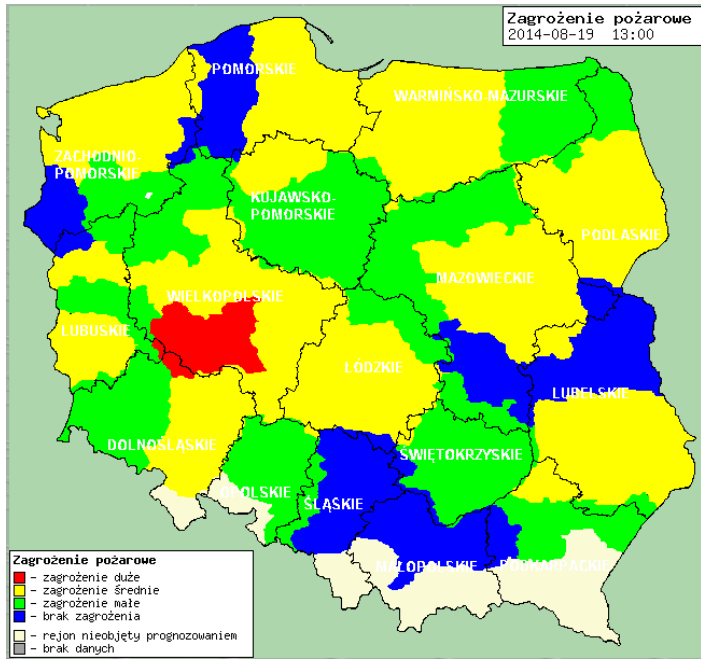 Zagrożenie pożarowe
2014-08-19 13:00
POMORSKIE
WARMIŃSKO-MAZURSKIE
ZACHODNIO-
POMORSKIE
KUJAWSKO-
POMORSKIE
PODLASKIE
MAZOWIECKIE
WIELKOPOLSKIE
LUBUSKIE
ŁÓDZKIE
LUBELSKIE
DOLNOŚLĄSKIE
ŚWIĘTOKRZYSKIE
OPOLSKIE
ŚLĄSKIE
MAŁOPOLSKIE
PODKARPACKIE
Zagrożenie pożarowe
- zagrożenie duże
- zagrożenie średnie
- zagrożenie małe
- brak zagrożenia
- rejon nieobjęty prognozowaniem
- brak danych